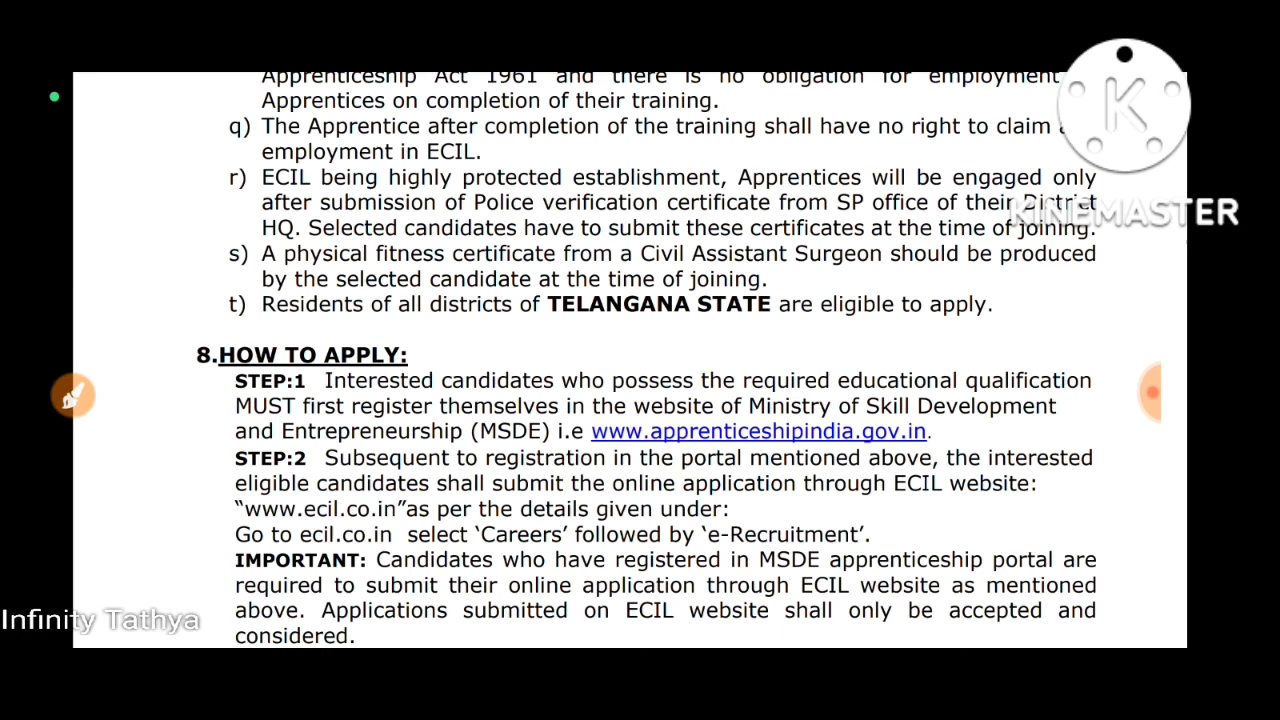 Apprenticeship Act 1961 and there is no obligation for employment
Apprentices on completion of their training.
q) The Apprentice after completion of the training shall have no right to claim
employment in ECIL.
r) ECIL being highly protected establishment, Apprentices will be engaged only
after submission of Police verification certificate from SP office of their District
HQ. Selected candidates have to submit these certificates at the time of joining.
s) A physical fitness certificate from a Civil Assistant Surgeon should be produced
by the selected candidate at the time of joining.
t) Residents of all districts of TELANGANA STATE are eligible to apply.
8.HOW TO APPLY:
STEP:1 Interested candidates who possess the required educational qualification
MUST first register themselves in the website of Ministry of Skill Development
and Entrepreneurship (MSDE) i.e www.apprenticeshipindia.gov.in.
STEP:2 Subsequent to registration in the portal mentioned above, the interested
eligible candidates shall submit the online application through ECIL website:
“www.ecil.co.in”as per the details given under:
Go to ecil.co.in select ‘Careers’ followed by ‘e-Recruitment’.
IMPORTANT: Candidates who have registered in MSDE apprenticeship portal are
required to submit their online application through ECIL website as mentioned
above. Applications submitted on ECIL website shall only be accepted and
considered.
K
KINEMASTER
Infinity Tathya